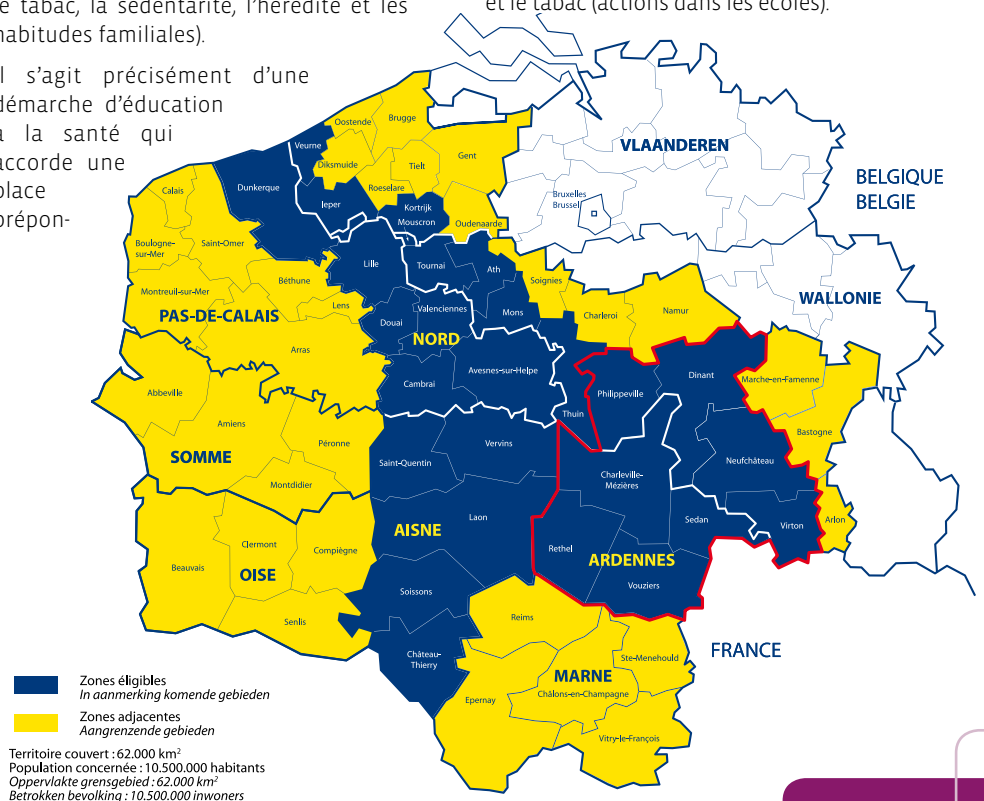 e tabac, la sédentarité, l'hérédité et les
habitudes familiales).
il s'agit précisément d'une
démarche d'éducation
à la santé qui
accorde une
place
prépon-
et le tabac (actions dans les écoles).
Oostende
Brugge
Veurne
Diksmuide
Tielt
Gent
Roeselare
Ieper
Kortrijk
Mouscron
Oudenaarde
VLAANDEREN
Bruxelles
Brussel
BELGIQUE
BELGIE
WALLONIE
Calais
Dunkerque
Boulogne-
sur-Mer
Saint-Omer
Montreuil-sur-Mer
Béthune
Lens
PAS-DE-CALAIS
Arras
Lille
Tournai
Ath
Soignies
Mons
Charleroi
Namur
Douai
Valenciennes
NORD
Cambrai
Avesnes-sur-Helpe
Thuin
Philippeville
Dinant
Marche-en-Famenne
Bastogne
Neufchâteau
Virton
Arlon
Abbeville
Amiens
Péronne
SOMME
Montdidier
Saint-Quentin
Vervins
Laon
AISNE
Soissons
Château-
Thierry
Charleville-
Mézières
Sedan
Rethel
ARDENNES
Vouziers
Beauvais
Clermont
Compiègne
OISE
Senlis
Reims
MARNE
Ste-Menehould
Châlons-en-Champagne
Epernay
Vitry-le-François
FRANCE
Zones éligibles
In aanmerking komende gebieden
Zones adjacentes
Aangrenzende gebieden
Territoire couvert : 62.000 km²
Population concernée : 10.500.000 habitants
Oppervlakte grensgebied : 62.000 km²
Betrokken bevolking : 10.500.000 inwoners